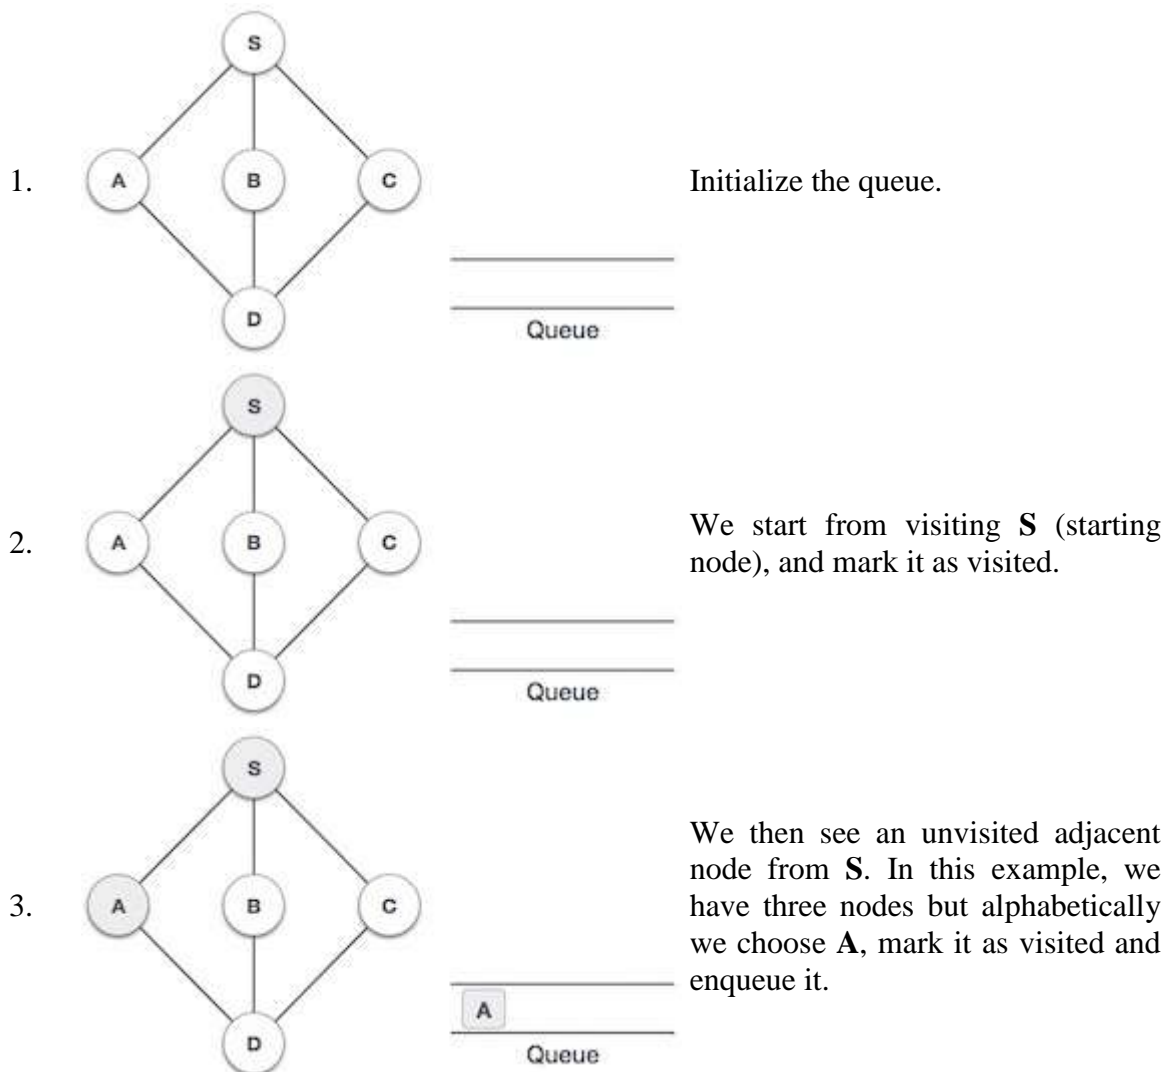 S
1. A B C Initialize the queue.
D
Queue
S
We start from visiting S (starting
2. A B C node), and mark it as visited.
D
Queue
S
We then see an unvisited adjacent
node from S. In this example, we
3. A B C have three nodes but alphabetically
we choose A, mark it as visited and
enqueue it.
A
D
Queue